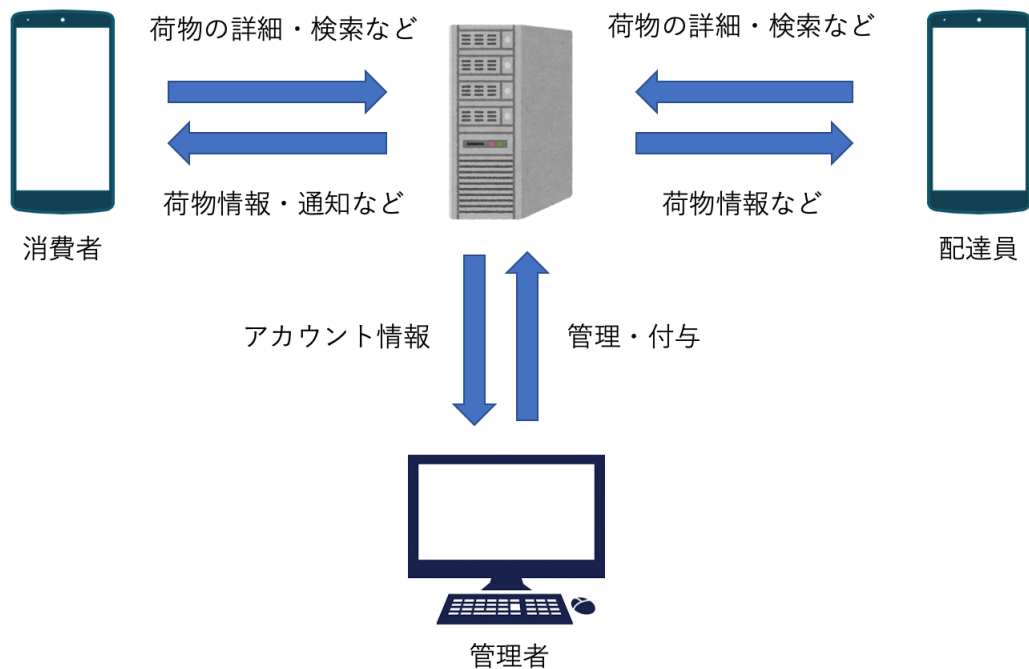 荷物の詳細・検索など
荷物の詳細・検索など
荷物情報・通知など
荷物情報など
消費者
配達員
アカウント情報
管理・付与
管理者